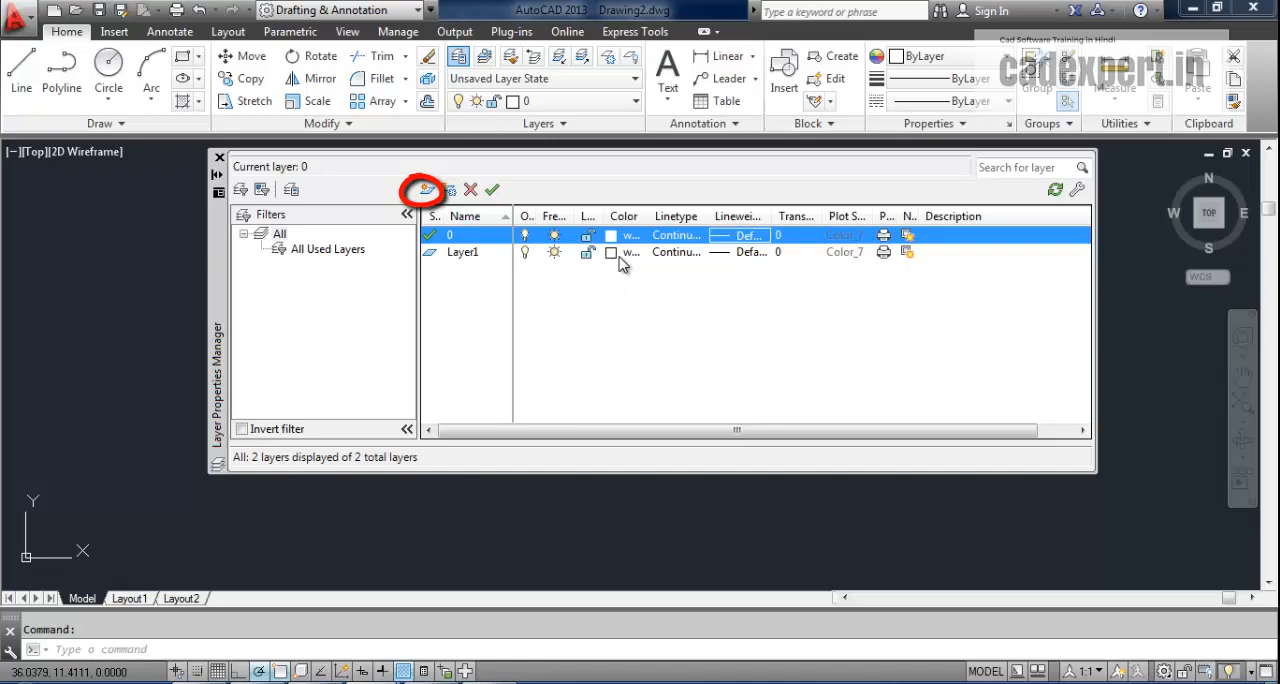 Drafting & Annotation
AutoCAD 2013 Drawing2.dwg
Type a keyword or phrase
Sign In
Home Insert Annotate Layout Parametric View Manage Output Plug-ins Online Express Tools
Cad Software Training in Hindi
cadexpert.in
Line Polyline Circle Arc
Move Rotate Trim
Copy Mirror Fillet
Stretch Scale Array
Unsaved Layer State
0
Text
Linear
Leader
Table
Insert
Create
Edit
ByLayer
ByLayer
ByLayer
Group
Measure
Paste
Draw Modify Layers Annotation Block Properties Groups Utilities Clipboard
[−][Top][2D Wireframe]
Current layer: 0
Search for layer
Filters
All
All Used Layers
Invert filter
S.. Name O.. Fre... L... Color Linetype Linewei... Trans... Plot S... P... N.. Description
0 w... Continu... Def... 0 Color_7
Layer1 w... Continu... Defa... 0 Color_7
All: 2 layers displayed of 2 total layers
Layer Properties Manager
N
W TOP E
S
WCS
Y
X
Model Layout1 Layout2
Command:
Type a command
36.0379, 11.4111, 0.0000
MODEL
1:1